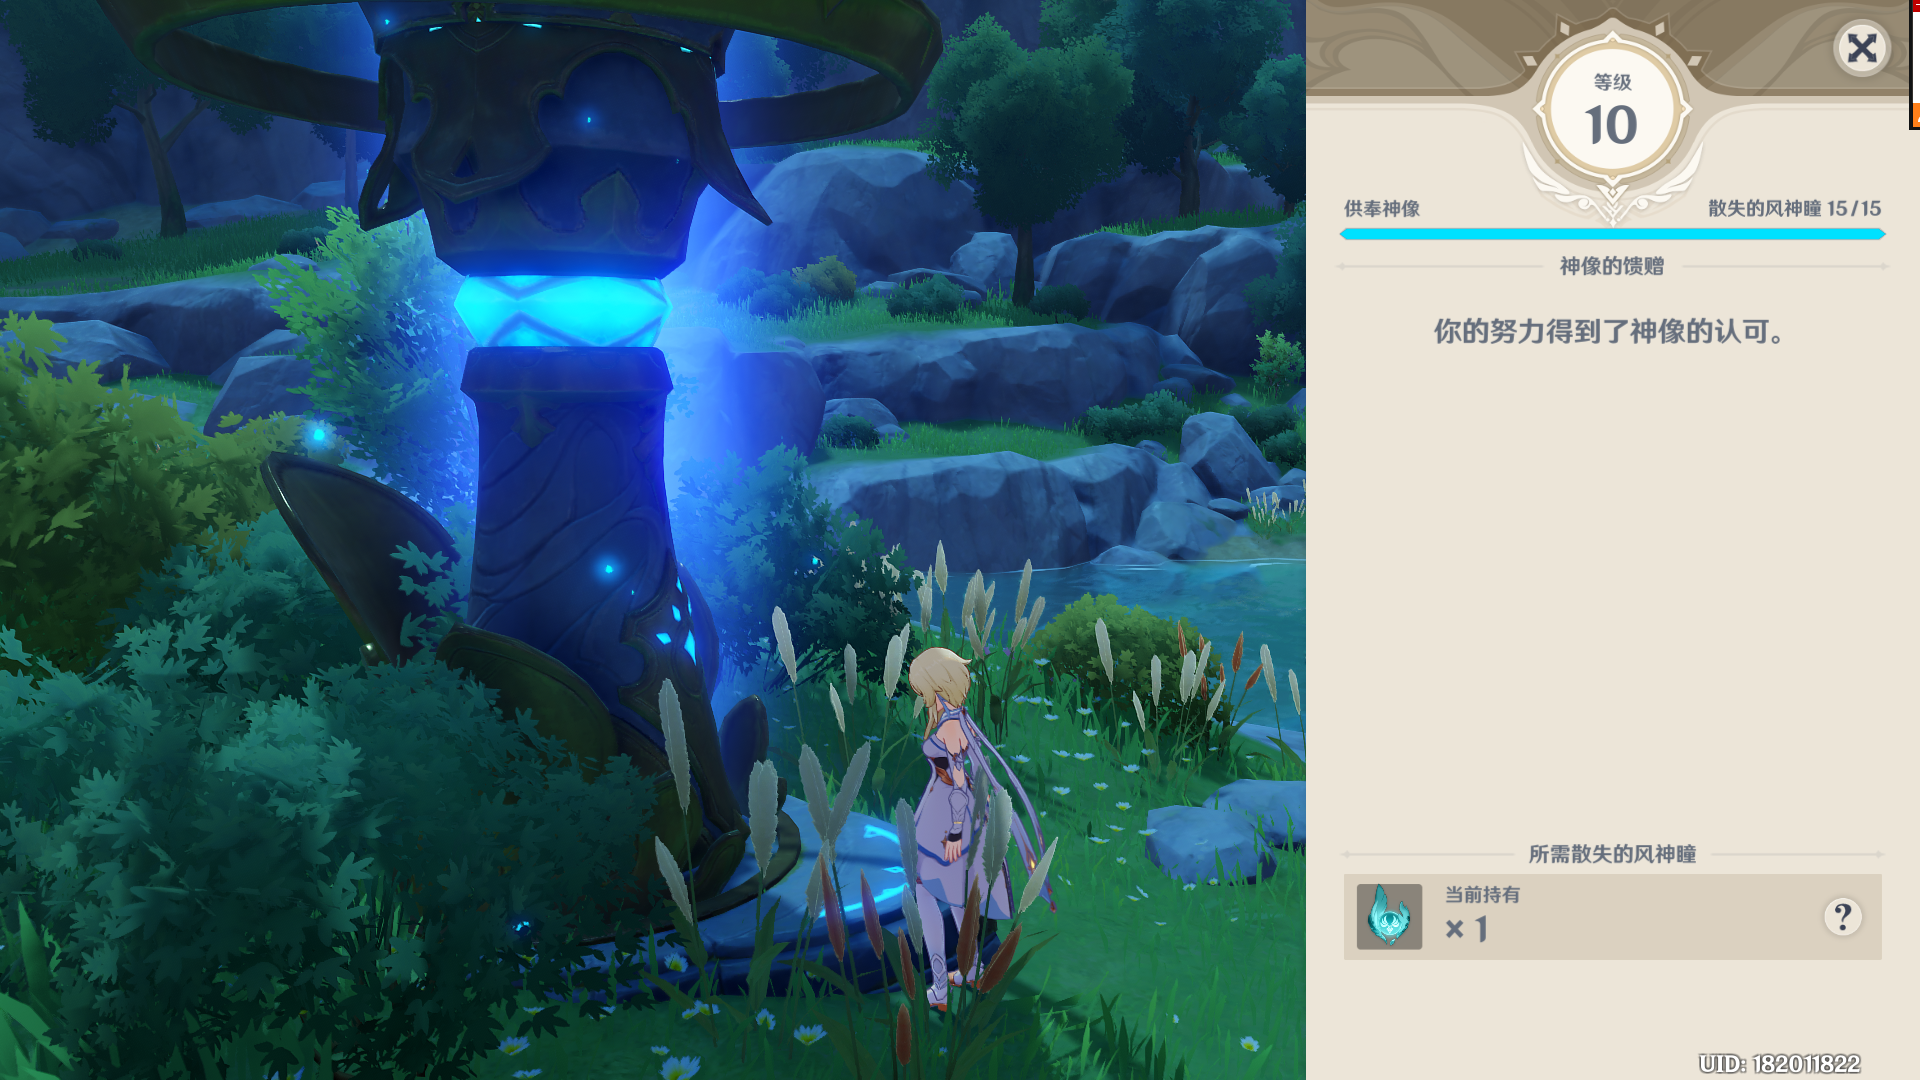 等级
10
供奉神像 散失的风神瞳 15/15
神像的馈赠
你的努力得到了神像的认可。
所需散失的风神瞳
当前持有
× 1
?
UID: 182011822